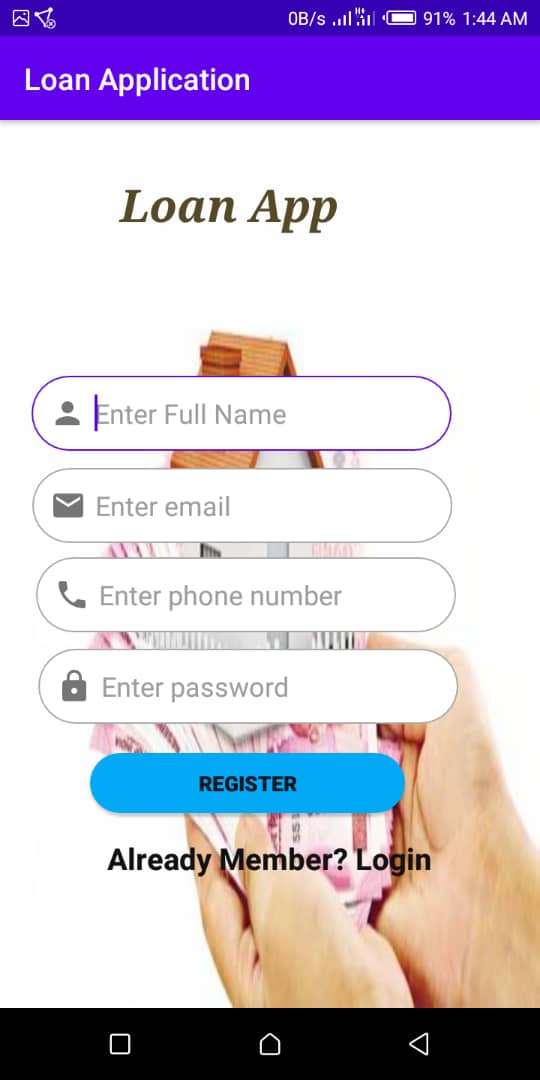 0B/s 91% 1:44 AM
Loan Application
Loan App
Enter Full Name
Enter email
Enter phone number
Enter password
REGISTER
Already Member? Login